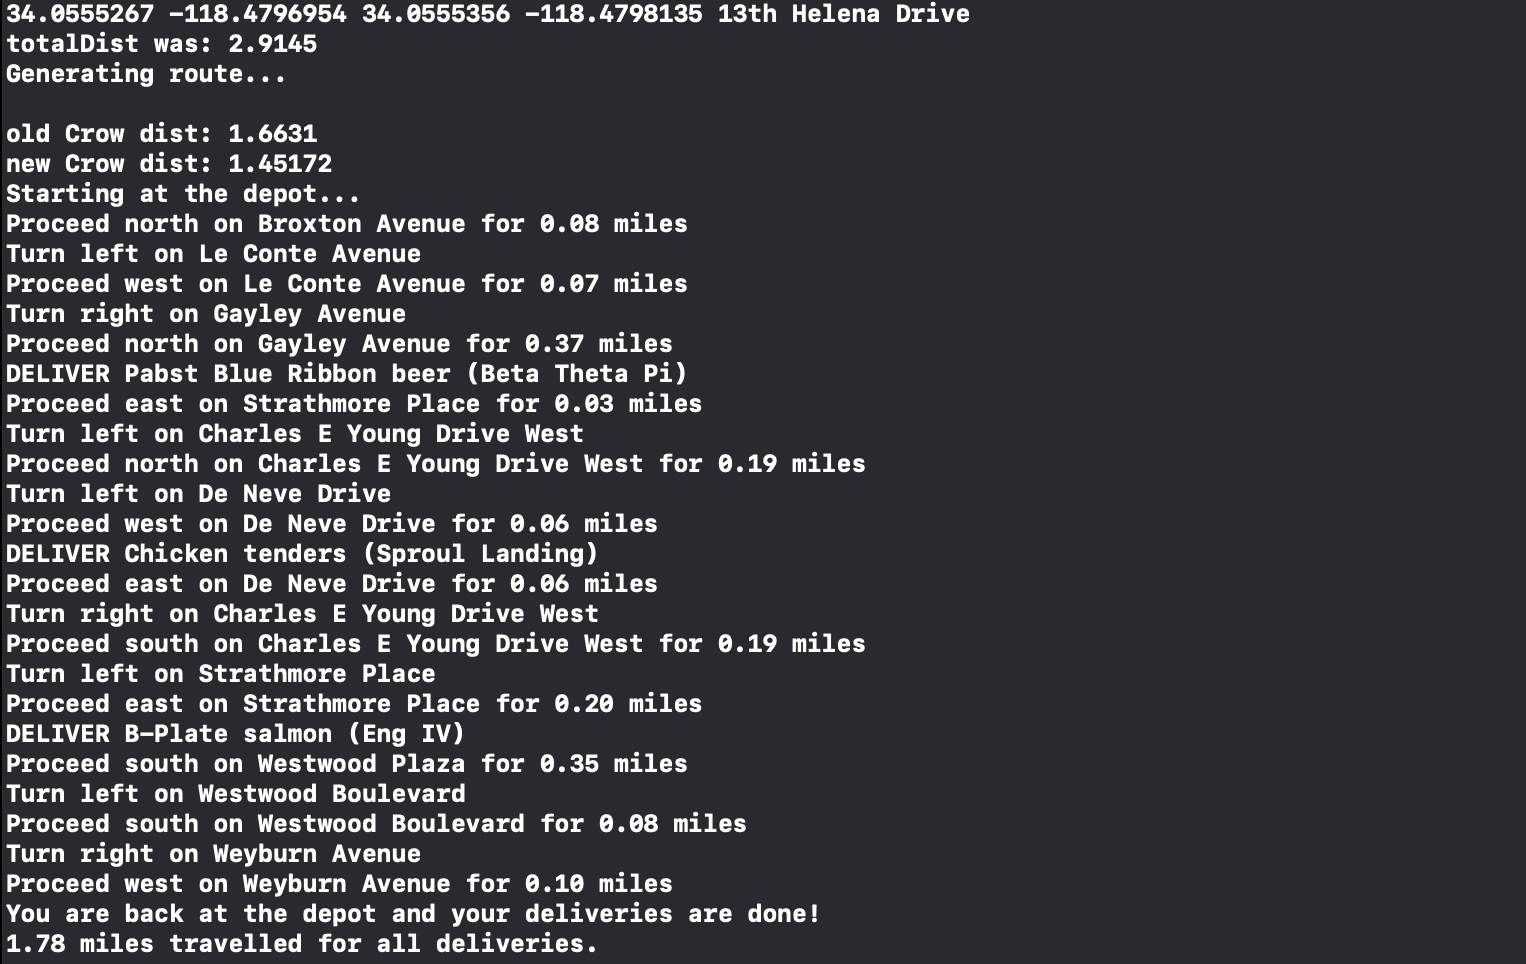 34.0555267 -118.4796954 34.0555356 -118.4798135 13th Helena Drive
totalDist was: 2.9145
Generating route...
old Crow dist: 1.6631
new Crow dist: 1.45172
Starting at the depot...
Proceed north on Broxton Avenue for 0.08 miles
Turn left on Le Conte Avenue
Proceed west on Le Conte Avenue for 0.07 miles
Turn right on Gayley Avenue
Proceed north on Gayley Avenue for 0.37 miles
DELIVER Pabst Blue Ribbon beer (Beta Theta Pi)
Proceed east on Strathmore Place for 0.03 miles
Turn left on Charles E Young Drive West
Proceed north on Charles E Young Drive West for 0.19 miles
Turn left on De Neve Drive
Proceed west on De Neve Drive for 0.06 miles
DELIVER Chicken tenders (Sproul Landing)
Proceed east on De Neve Drive for 0.06 miles
Turn right on Charles E Young Drive West
Proceed south on Charles E Young Drive West for 0.19 miles
Turn left on Strathmore Place
Proceed east on Strathmore Place for 0.20 miles
DELIVER B-Plate salmon (Eng IV)
Proceed south on Westwood Plaza for 0.35 miles
Turn left on Westwood Boulevard
Proceed south on Westwood Boulevard for 0.08 miles
Turn right on Weyburn Avenue
Proceed west on Weyburn Avenue for 0.10 miles
You are back at the depot and your deliveries are done!
1.78 miles travelled for all deliveries.